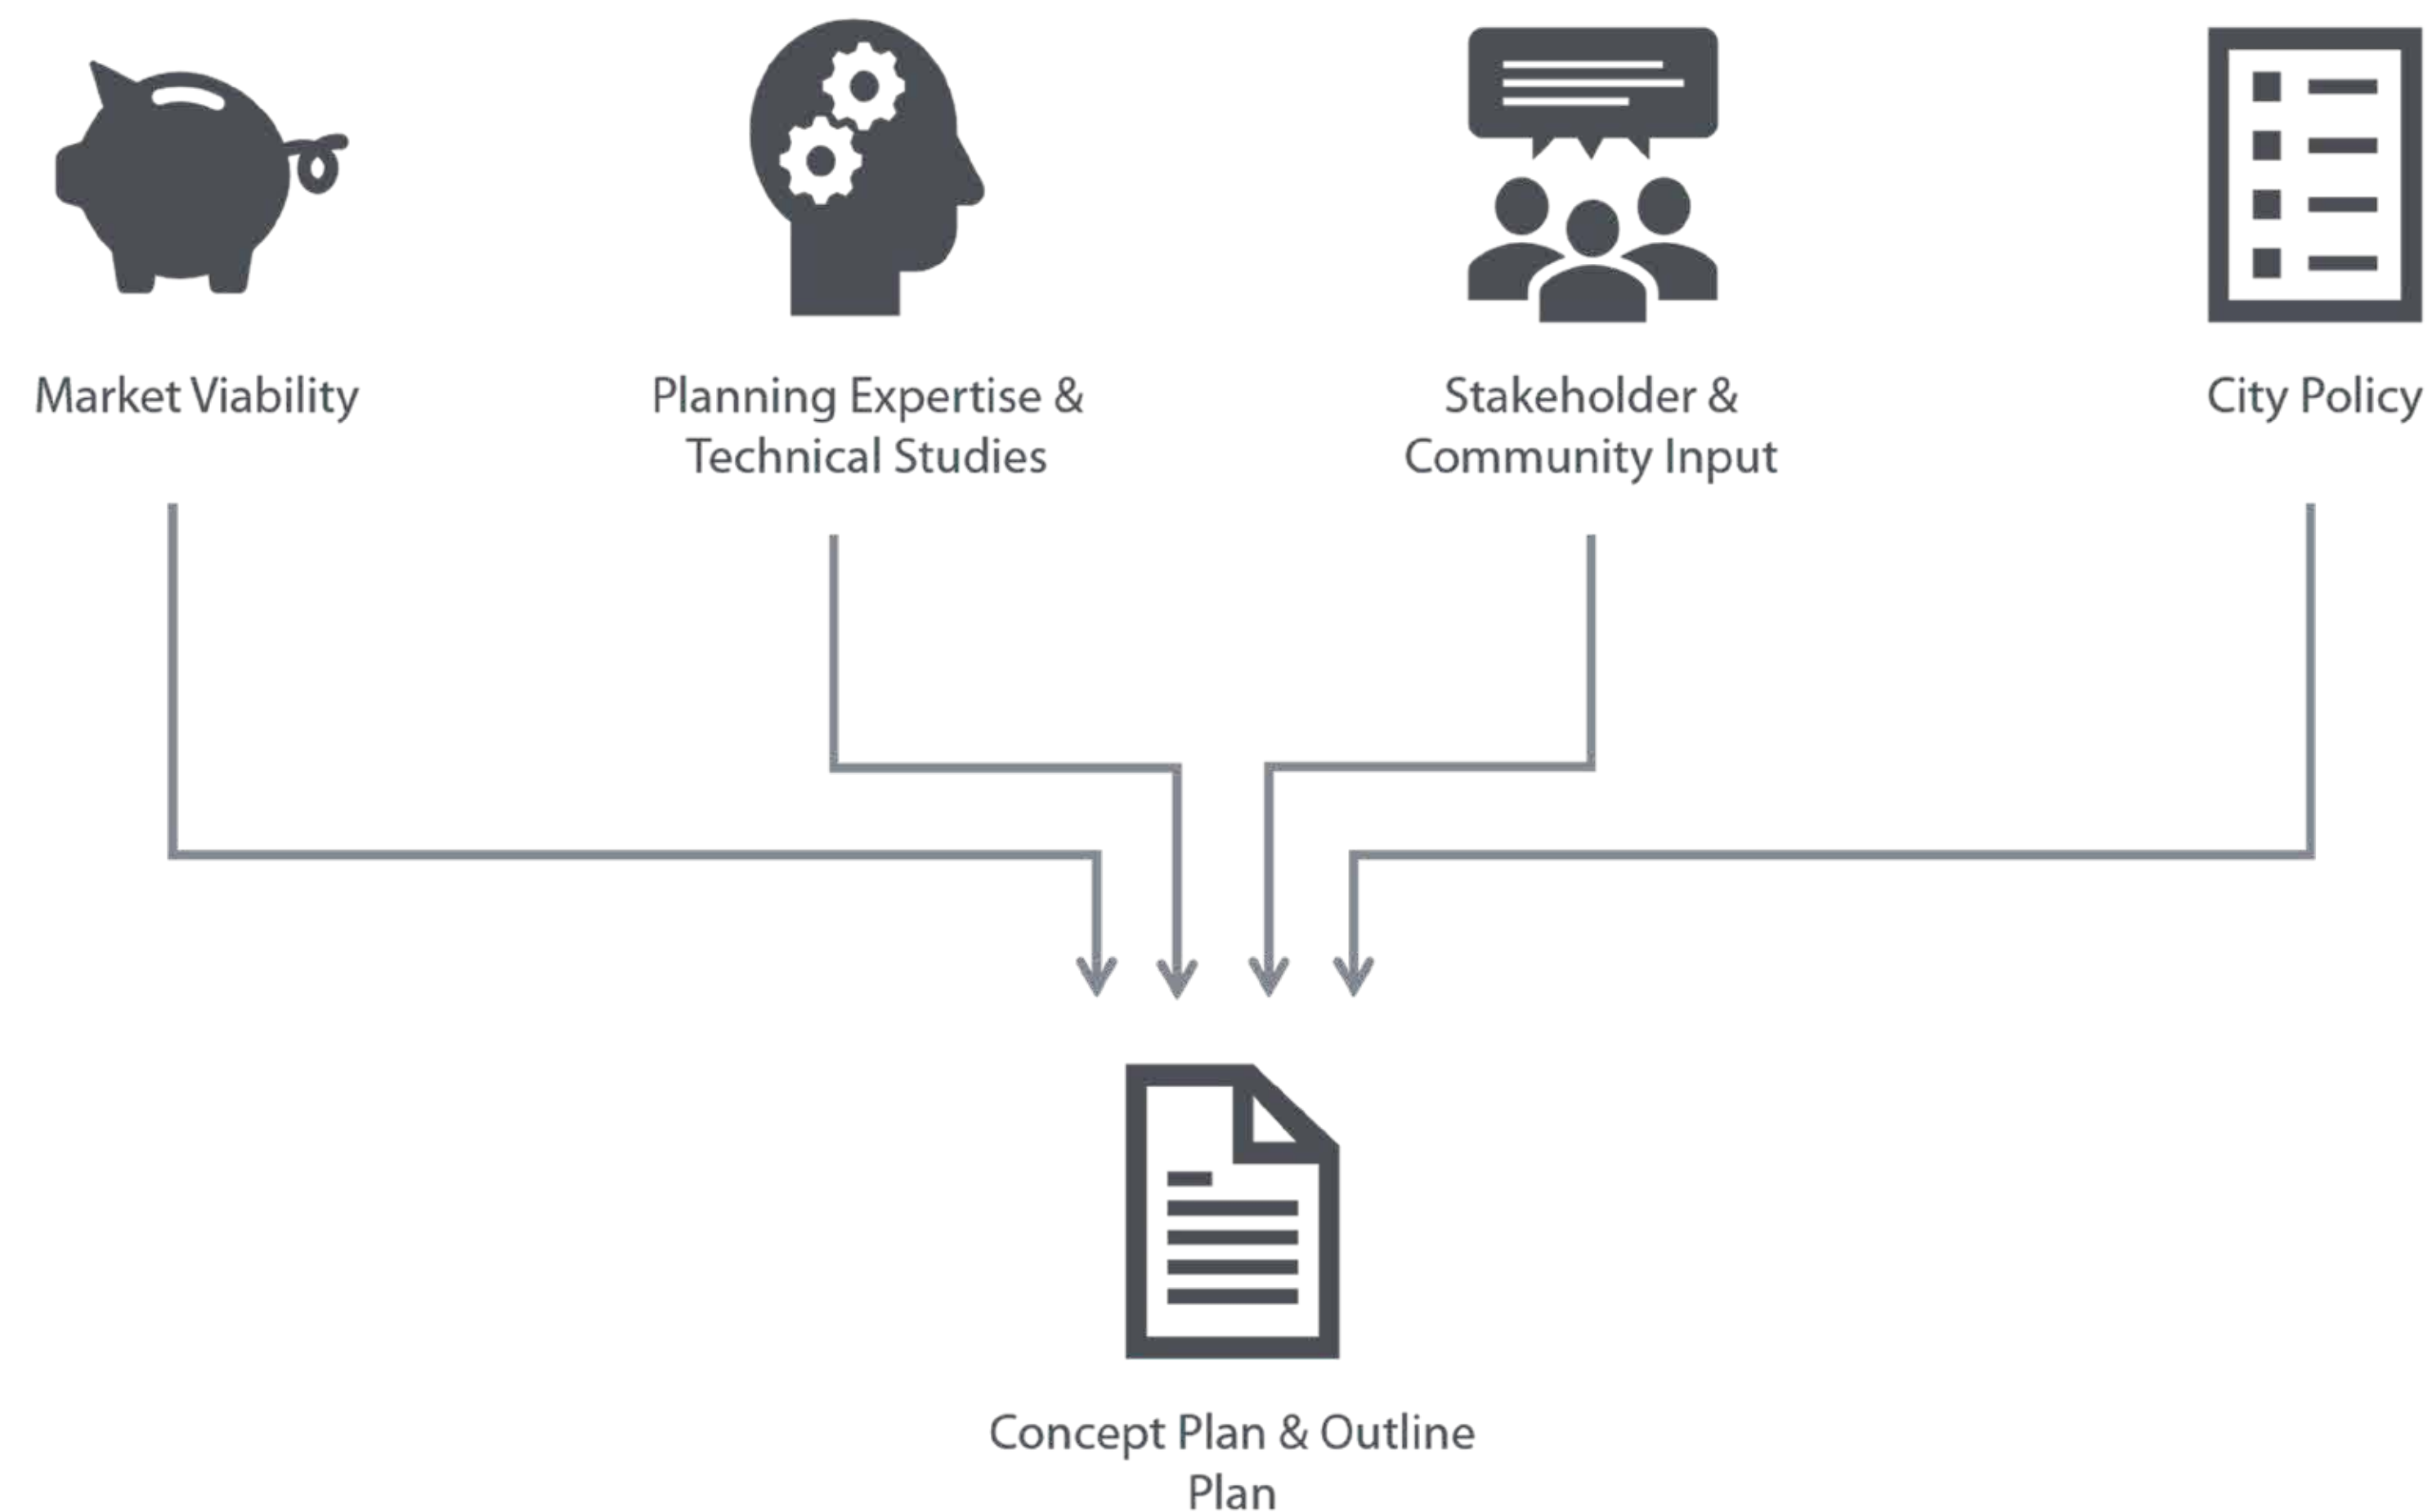 Market Viability
Planning Expertise &
Technical Studies
Stakeholder &
Community Input
City Policy
Concept Plan & Outline
Plan